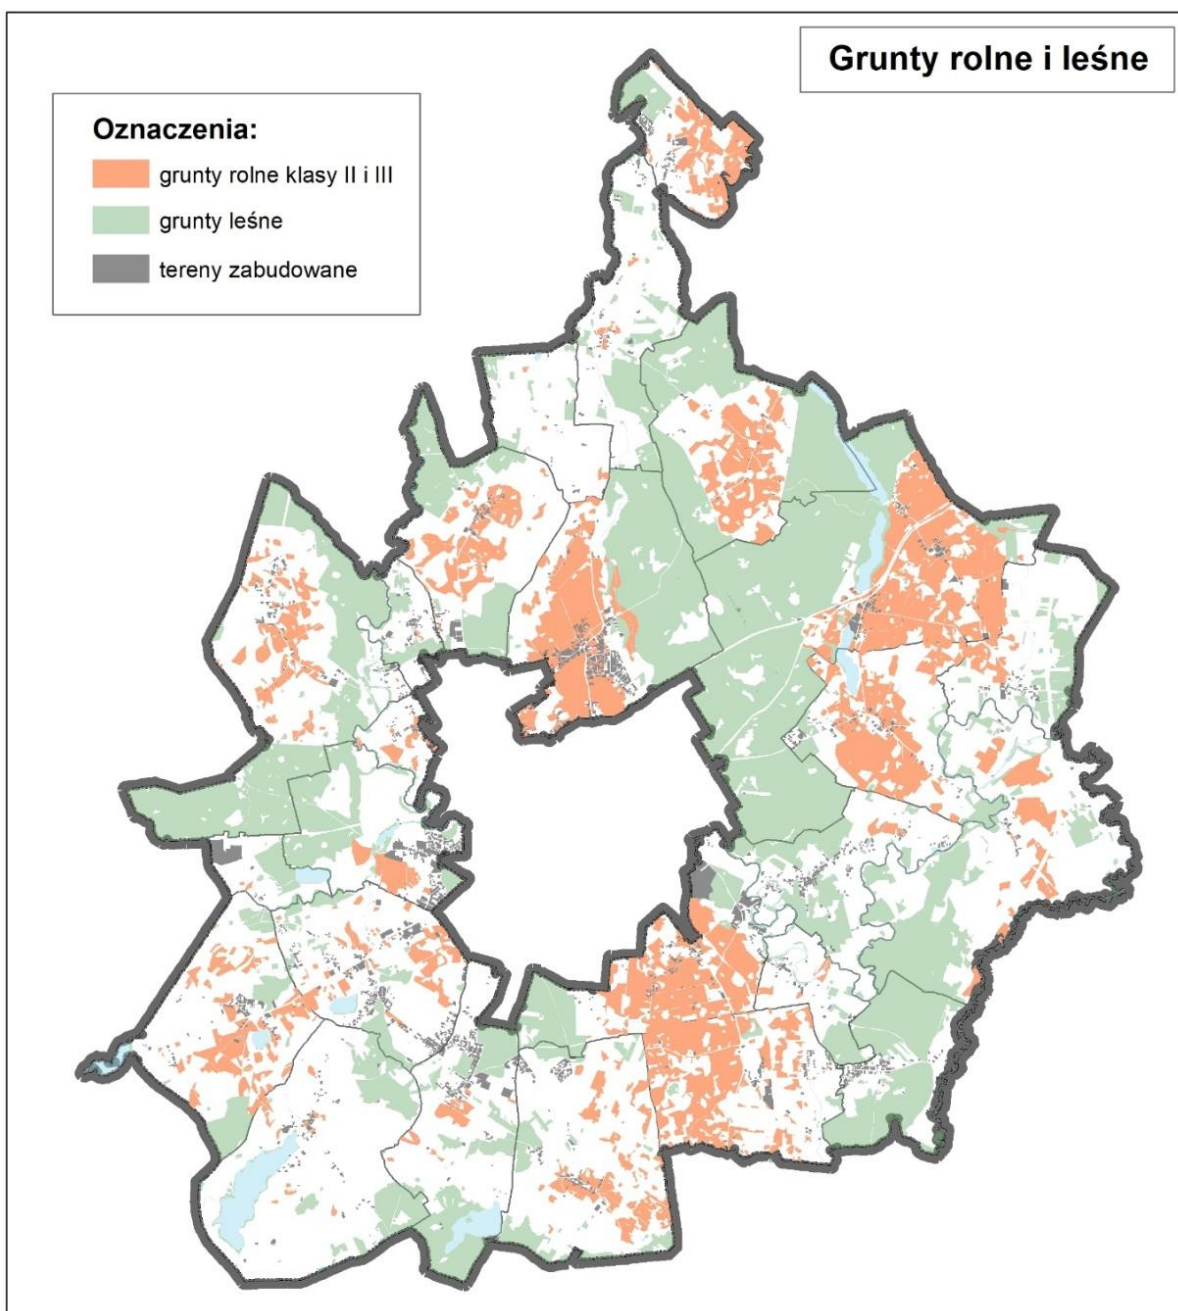 Grunty rolne i leśne
Oznaczenia:
grunty rolne klasy II i III
grunty leśne
tereny zabudowane